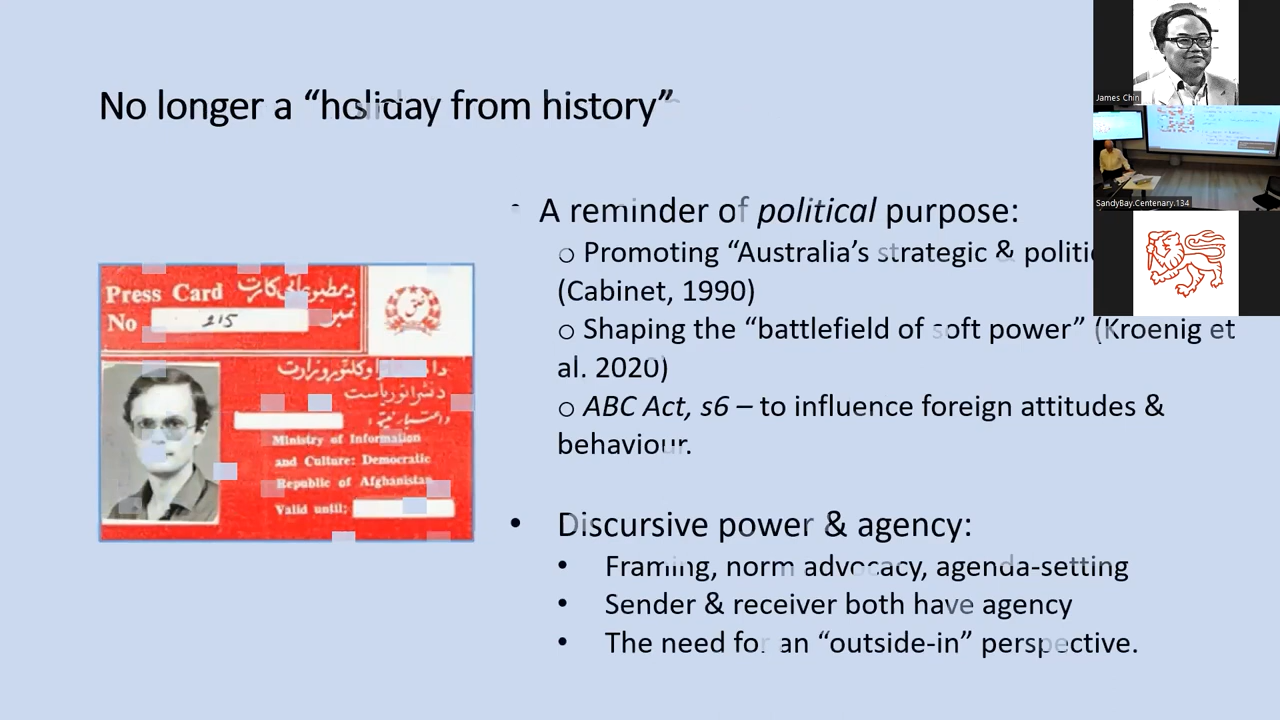 No longer a “holiday from history”
James Chin
SandyBay.Centenary.134
Press Card
No 215
Ministry of Information
and Culture: Democratic
Republic of Afghanistan
Valid until;
• A reminder of political purpose:
o Promoting “Australia’s strategic &
(Cabinet, 1990)
o Shaping the “battlefield of soft power” (Kroenig et
al. 2020)
o ABC Act, s6 – to influence foreign attitudes &
behaviour.
• Discursive power & agency:
• Framing, norm advocacy, agenda-setting
• Sender & receiver both have agency
• The need for an “outside-in” perspective.